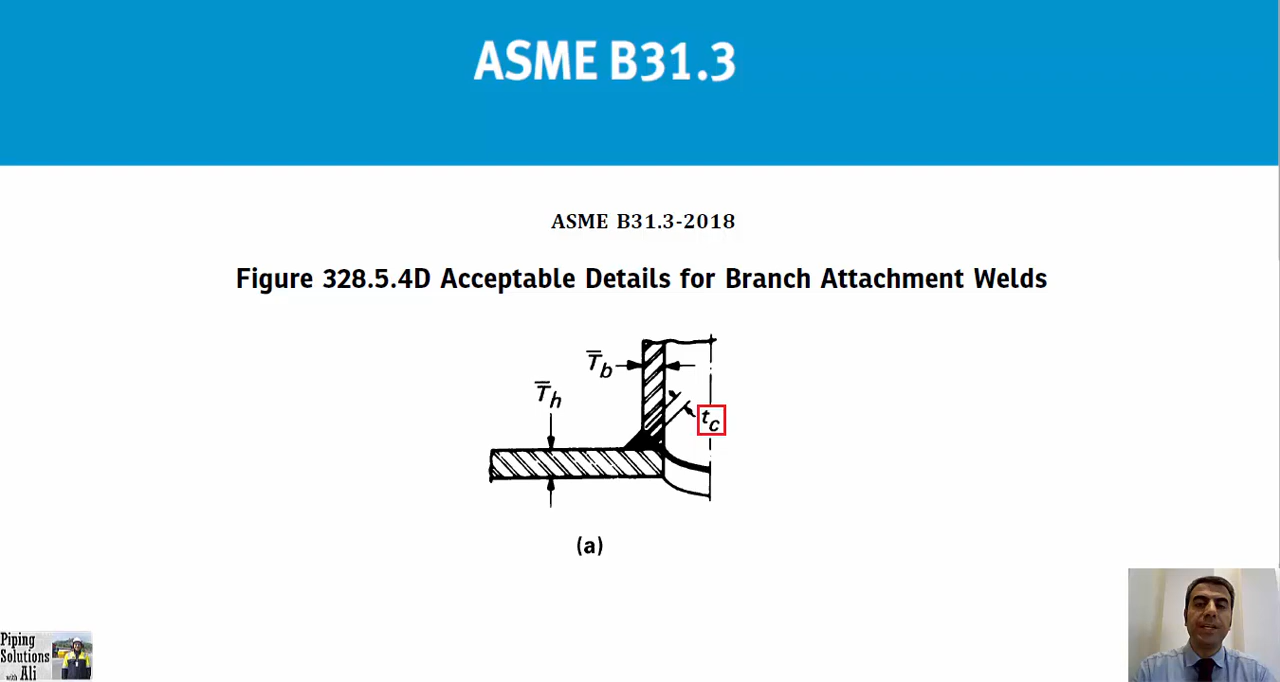 ASME B31.3
ASME B31.3-2018
Figure 328.5.4D Acceptable Details for Branch Attachment Welds
T̅b
T̅h
tc
(a)
Piping
Solutions
with Ali